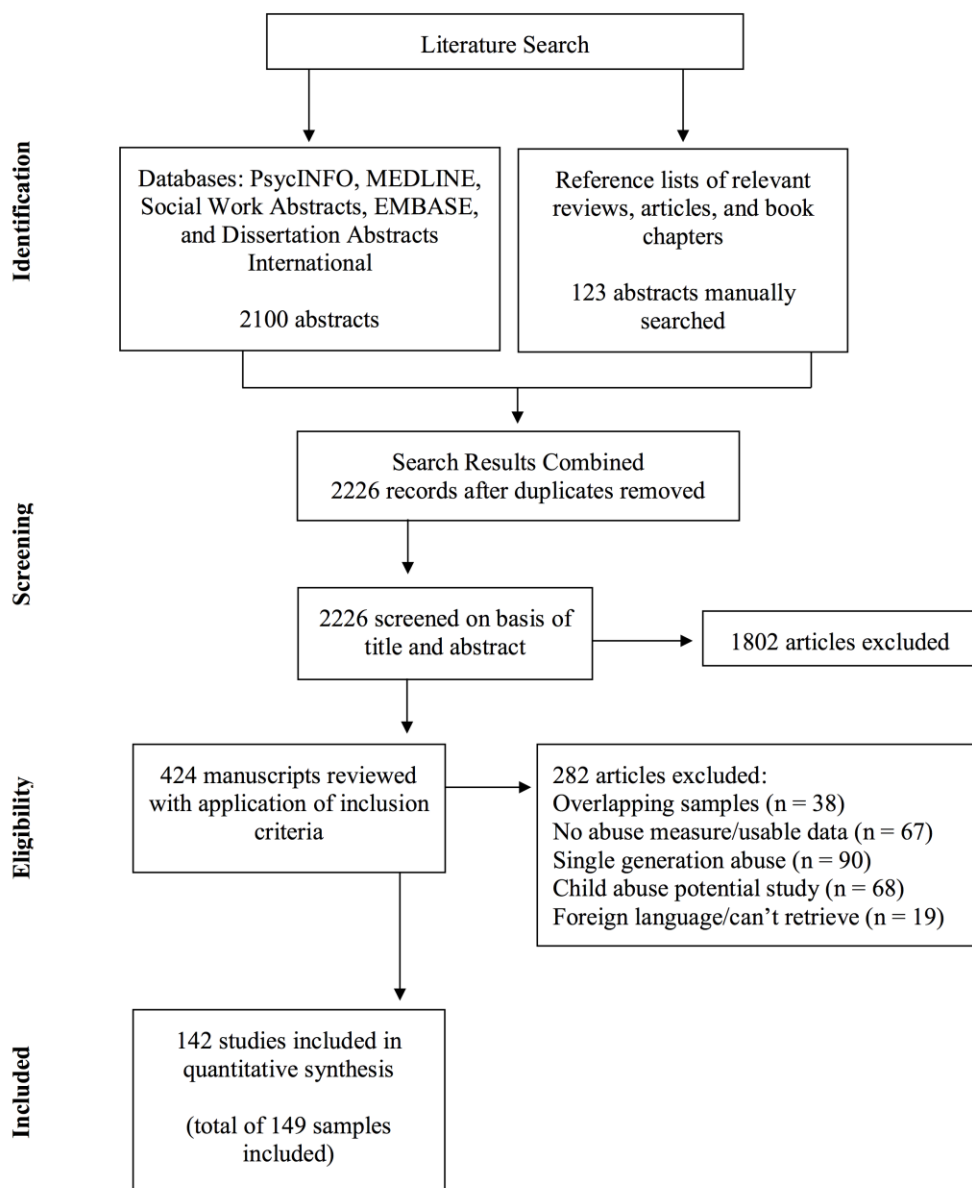 Literature Search
Identification
Databases: PsycINFO, MEDLINE,
Social Work Abstracts, EMBASE,
and Dissertation Abstracts
International
2100 abstracts
Reference lists of relevant
reviews, articles, and book
chapters
123 abstracts manually
searched
Screening
Search Results Combined
2226 records after duplicates removed
2226 screened on basis of
title and abstract
1802 articles excluded
Eligibility
424 manuscripts reviewed
with application of inclusion
criteria
282 articles excluded:
Overlapping samples (n = 38)
No abuse measure/usable data (n = 67)
Single generation abuse (n = 90)
Child abuse potential study (n = 68)
Foreign language/can’t retrieve (n = 19)
Included
142 studies included in
quantitative synthesis
(total of 149 samples
included)